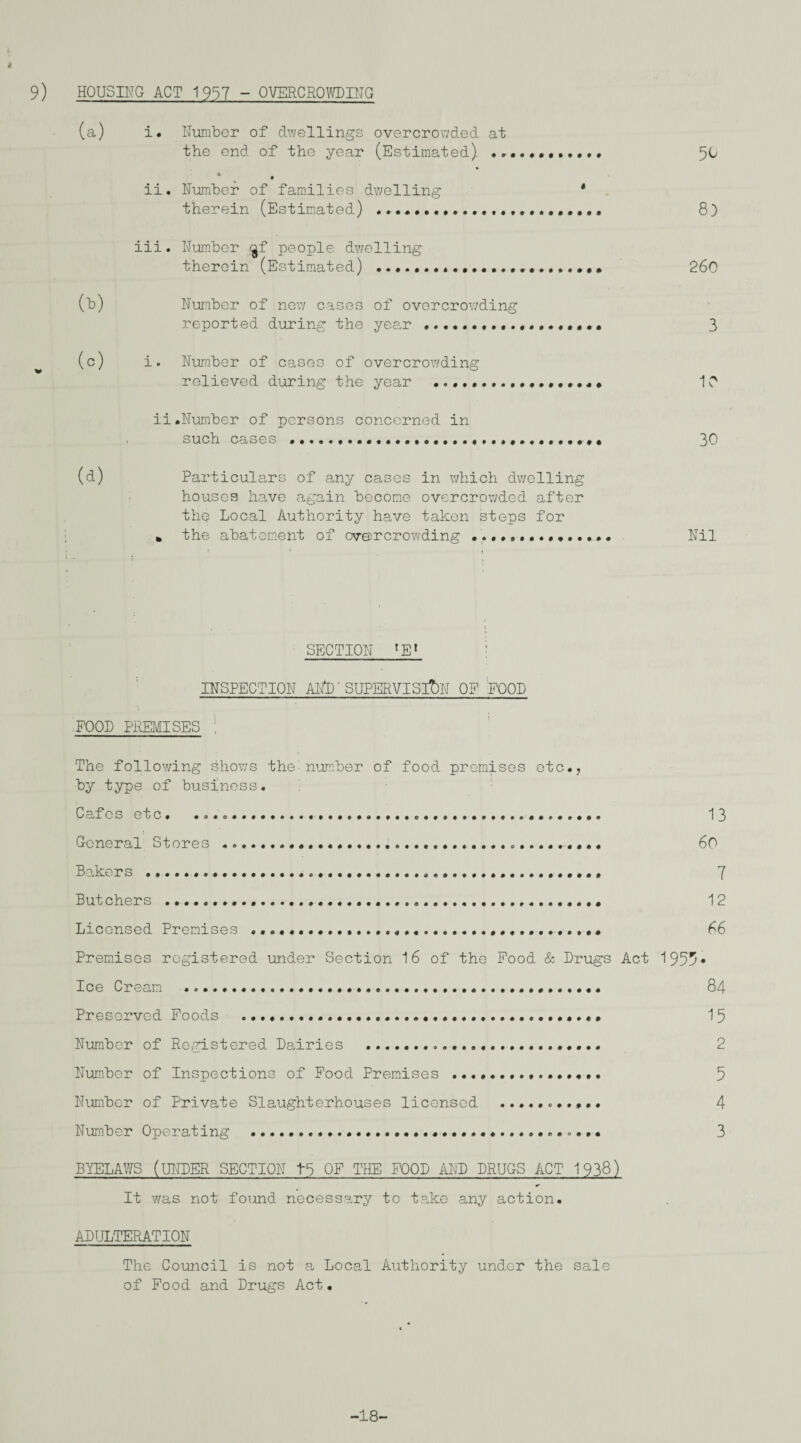 9) HOUSING ACT 1957 - OVERCROWDING
(a) i. Number of dwellings overcrowded at
the end of the year (Estimated) ............ 50
ii. Number of families dwelling
therein (Estimated) ........................ 83
iii. Number of people dwelling
therein (Estimated) ........................ 260
(b) Number of new cases of overcrowding
reported during the year ................... 3
(c) i. Number of cases of overcrowding
relieved during the year .................. 10
ii.Number of persons concerned in
such cases ................................. 30
(d) Particulars of any cases in which dwelling
houses have again become overcrowded after
the Local Authority have taken steps for
the abatement of overcrowding ............... Nil
SECTION 'E'
INSPECTION AND SUPERVISION OF FOOD
FOOD PREMISES
The following shows the number of food premises etc.,
by type of business.
Cafes etc. ............................................ 13
General Stores ......................................... 60
Bakers ................................................. 7
Butchers ............................................... 12
Licensed Premises ...................................... 66
Premises registered under Section 16 of the Food & Drugs Act 1955.
Ice Cream ............................................. 84
Preserved Foods ....................................... 15
Number of Registered Dairies ......................... 2
Number of Inspections of Food Premises ................ 5
Number of Private Slaughterhouses licensed ........... 4
Number Operating ...................................... 3
BYELAWS (UNDER SECTION 15 OF THE FOOD AND DRUGS ACT 1938)
It was not found necessary to take any action.
ADULTERATION
The Council is not a Local Authority under the sale
of Food and Drugs Act.
-18-